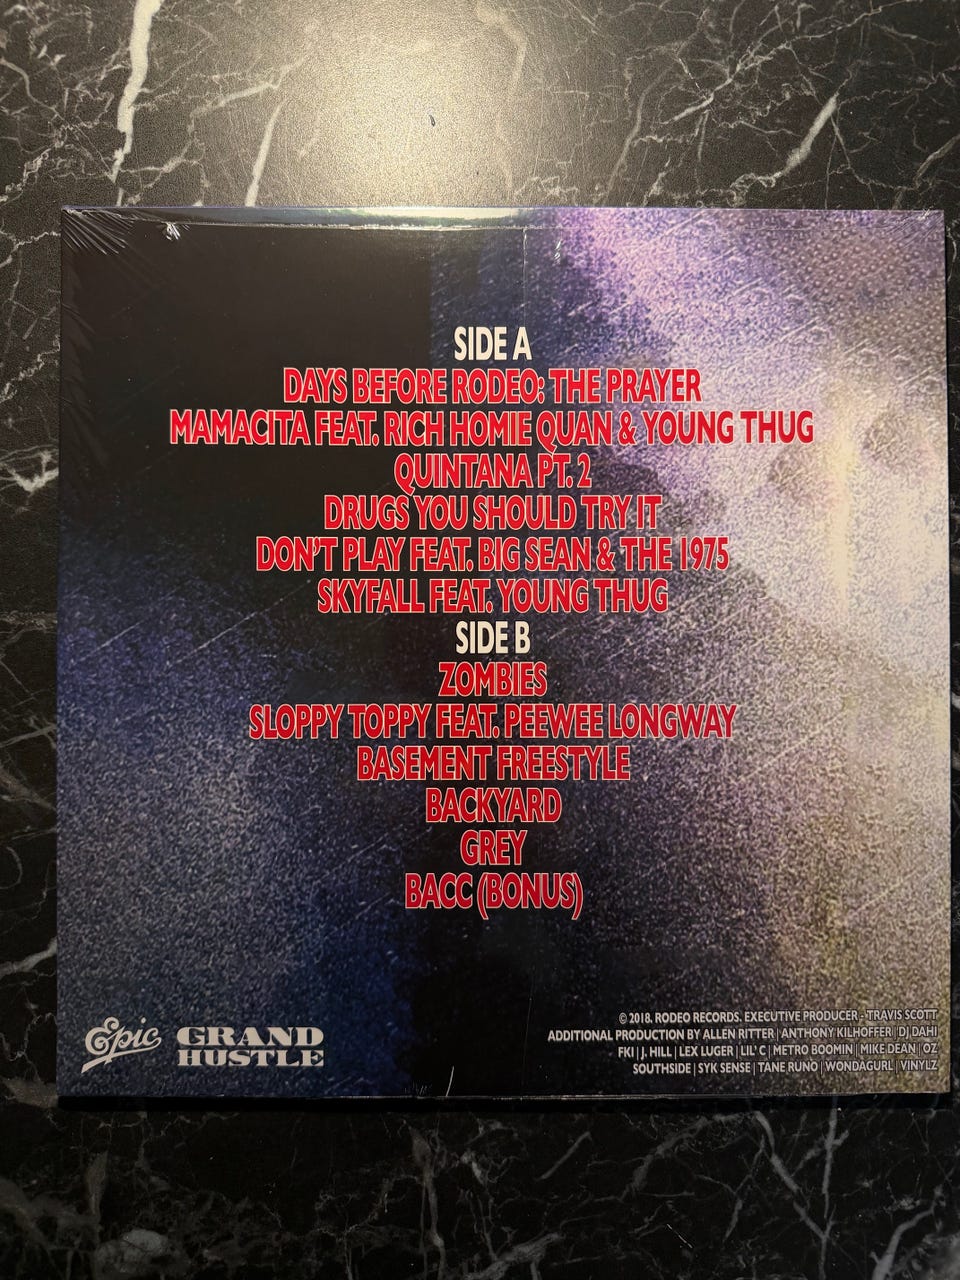 SIDE A
DAYS BEFORE RODEO: THE PRAYER
MAMACITA FEAT. RICH HOMIE QUAN & YOUNG THUG
QUINTANA PT. 2
DRUGS YOU SHOULD TRY IT
DON'T PLAY FEAT. BIG SEAN & THE 1975
SKYFALL FEAT. YOUNG THUG
SIDE B
ZOMBIES
SLOPPY TOPPY FEAT. PEEWEE LONGWAY
BASEMENT FREESTYLE
BACKYARD
GREY
BACC (BONUS)
Epic
GRAND
HUSTLE
© 2018. RODEO RECORDS. EXECUTIVE PRODUCER - TRAVIS SCOTT
ADDITIONAL PRODUCTION BY ALLEN RITTER | ANTHONY KILHOFFER | DJ DAHI
FKI | J. HILL | LEX LUGER | LIL' C | METRO BOOMIN | MIKE DEAN | OZ
SOUTHSIDE | SYK SENSE | TANE RUNO | WONDAGURL | VINYLZ